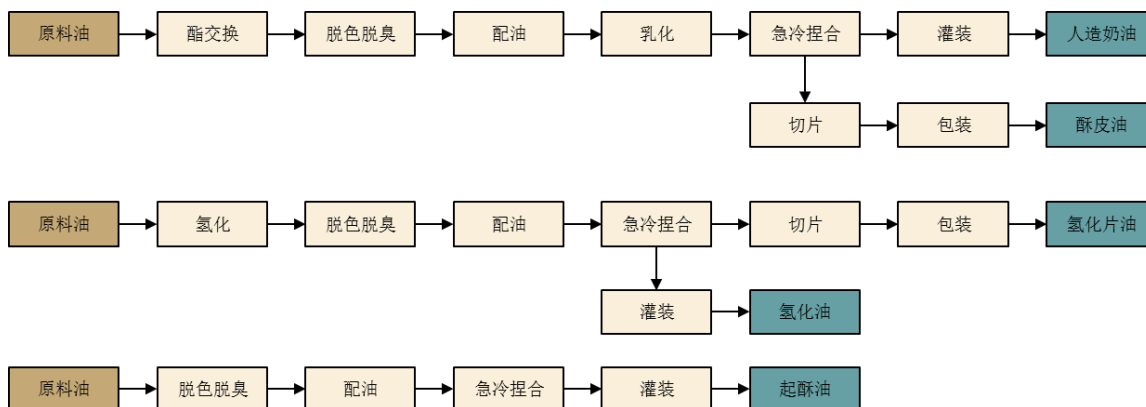 原料油
酯交换
脱色脱臭
配油
乳化
急冷捏合
灌装
人造奶油
切片
包装
酥皮油
原料油
氢化
脱色脱臭
配油
急冷捏合
切片
包装
氢化片油
灌装
氢化油
原料油
脱色脱臭
配油
急冷捏合
灌装
起酥油